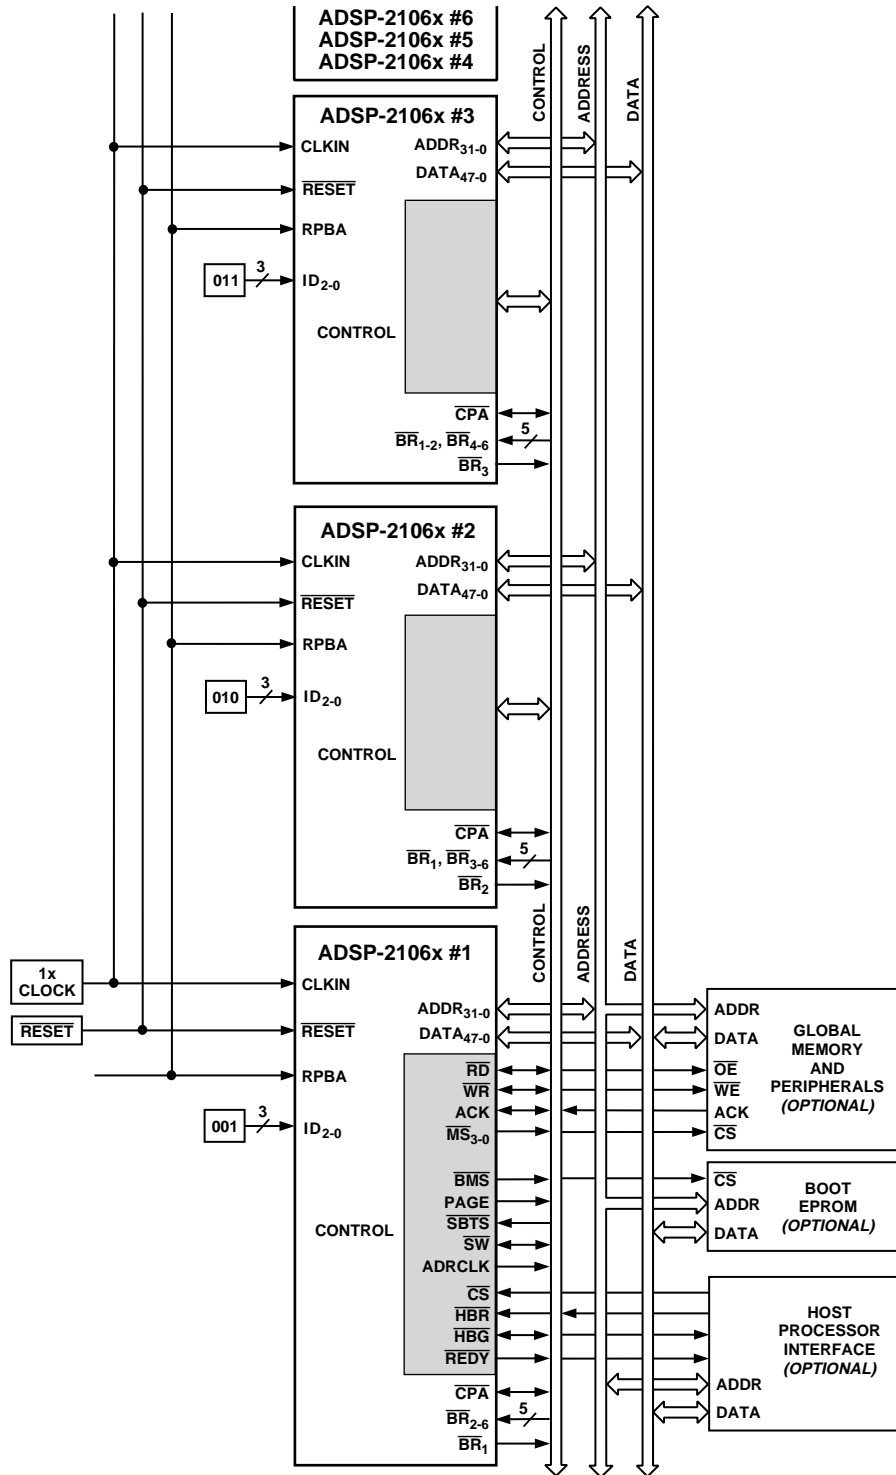 ADSP-2106x #6
ADSP-2106x #5
ADSP-2106x #4
CONTROL
ADDRESS
DATA
ADSP-2106x #3
CLKIN
ADDR31-0
DATA47-0
RESET
RPBA
011
3
ID2-0
CONTROL
CPA
BR1-2, BR4-6
5
BR3
ADSP-2106x #2
CLKIN
ADDR31-0
DATA47-0
RESET
RPBA
010
3
ID2-0
CONTROL
CPA
BR1, BR3-6
5
BR2
CONTROL
ADDRESS
DATA
ADSP-2106x #1
1x
CLOCK
CLKIN
RESET
RESET
ADDR31-0
DATA47-0
RPBA
001
3
ID2-0
CONTROL
RD
WR
ACK
MS3-0
BMS
PAGE
SBTS
SW
ADRCLK
CS
HBR
HBG
REDY
CPA
BR2-6
5
BR1
ADDR
DATA
OE
WE
ACK
CS
GLOBAL
MEMORY
AND
PERIPHERALS
(OPTIONAL)
CS
ADDR
DATA
BOOT
EPROM
(OPTIONAL)
HOST
PROCESSOR
INTERFACE
(OPTIONAL)
ADDR
DATA